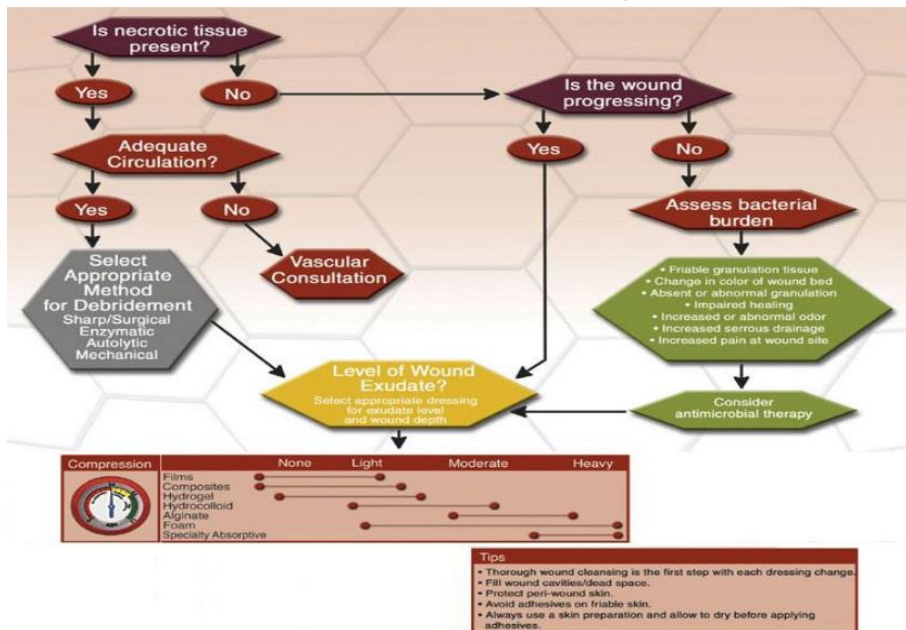 Is necrotic tissue
present?
Yes
No
Is the wound
progressing?
Yes
No
Adequate
Circulation?
Yes
No
Assess bacterial
burden
Select
Appropriate
Method
for Debridement
Sharp/Surgical
Enzymatic
Autolytic
Mechanical
Vascular
Consultation
• Friable granulation tissue
• Change in color of wound bed
• Absent or abnormal granulation
• Impaired healing
• Increased or abnormal odor
• Increased serrous drainage
• Increased pain at wound site
Level of Wound
Exudate?
Select appropriate dressing
for exudate level
and wound depth
Consider
antimicrobial therapy
Compression
None Light Moderate Heavy
Films
Composites
Hydrogel
Hydrocolloid
Alginate
Foam
Specialty Absorptive
Tips
• Thorough wound cleansing is the first step with each dressing change.
• Fill wound cavities/dead space.
• Protect peri-wound skin.
• Avoid adhesives on friable skin.
• Always use a skin preparation and allow to dry before applying
adhesives.